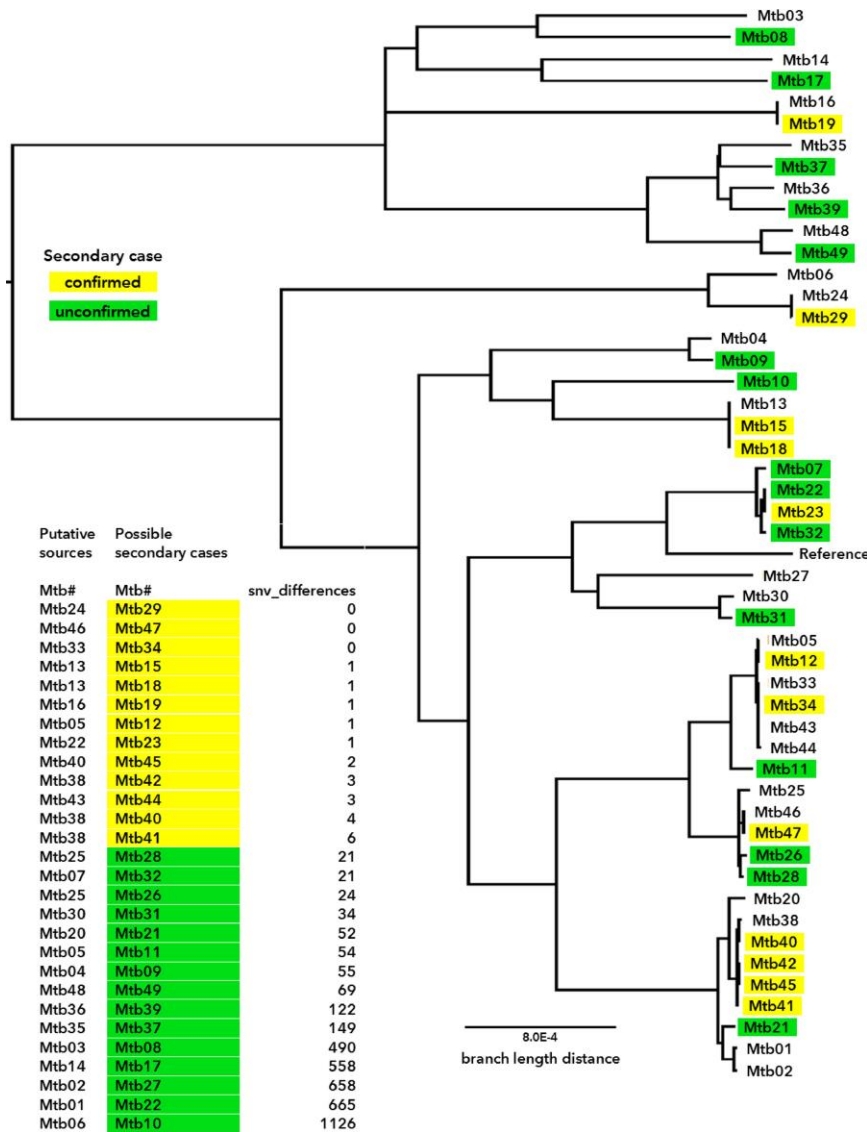 Mtb03
Mtb08
Mtb14
Mtb17
Mtb16
Mtb19
Mtb35
Mtb37
Mtb36
Mtb39
Mtb48
Mtb49
Secondary case
confirmed
unconfirmed
Mtb06
Mtb24
Mtb29
Mtb04
Mtb09
Mtb10
Mtb13
Mtb15
Mtb18
Mtb07
Mtb22
Mtb23
Mtb32
Reference
Mtb27
Mtb30
Mtb31
Mtb05
Mtb12
Mtb33
Mtb34
Mtb43
Mtb44
Mtb11
Mtb25
Mtb46
Mtb47
Mtb26
Mtb28
Mtb20
Mtb38
Mtb40
Mtb42
Mtb45
Mtb41
Mtb21
Mtb01
Mtb02
8.0E-4
branch length distance
Putative Possible
sources secondary cases
Mtb# Mtb# snv_differences
Mtb24 Mtb29 0
Mtb46 Mtb47 0
Mtb33 Mtb34 0
Mtb13 Mtb15 1
Mtb13 Mtb18 1
Mtb16 Mtb19 1
Mtb05 Mtb12 1
Mtb22 Mtb23 1
Mtb40 Mtb45 2
Mtb38 Mtb42 3
Mtb43 Mtb44 3
Mtb38 Mtb40 4
Mtb38 Mtb41 6
Mtb25 Mtb28 21
Mtb07 Mtb32 21
Mtb25 Mtb26 24
Mtb30 Mtb31 34
Mtb20 Mtb21 52
Mtb05 Mtb11 54
Mtb04 Mtb09 55
Mtb48 Mtb49 69
Mtb36 Mtb39 122
Mtb35 Mtb37 149
Mtb03 Mtb08 490
Mtb14 Mtb17 558
Mtb02 Mtb27 658
Mtb01 Mtb22 665
Mtb06 Mtb10 1126